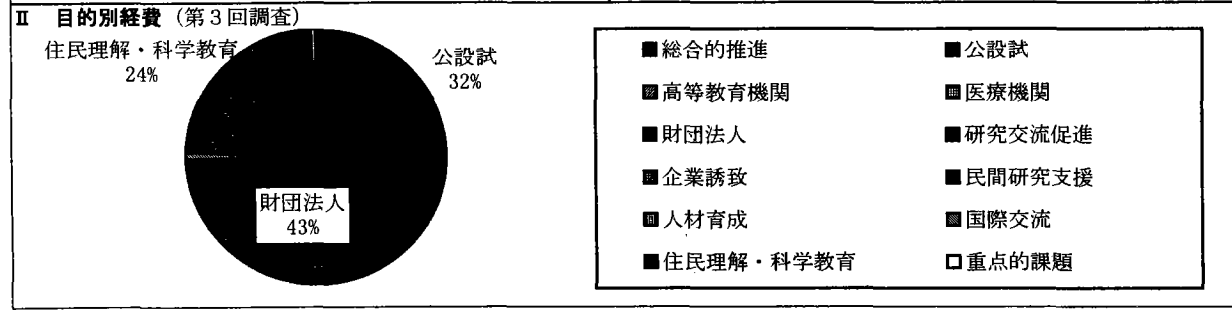 Ⅱ 目的別経費（第３回調査）
住民理解・科学教育
24%
公設試
32%
財団法人
43%
■総合的推進 ■公設試
▨高等教育機関 ▤医療機関
■財団法人 ■研究交流促進
▩企業誘致 ■民間研究支援
▥人材育成 ▩国際交流
■住民理解・科学教育 □重点的課題